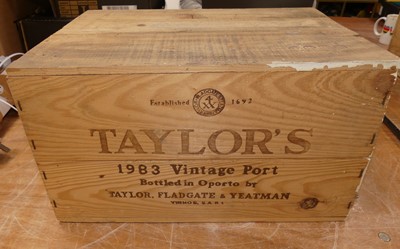 Established 1692
TAYLOR'S
1983 Vintage Port
Bottled in Oporto by
TAYLOR, FLADGATE & YEATMAN